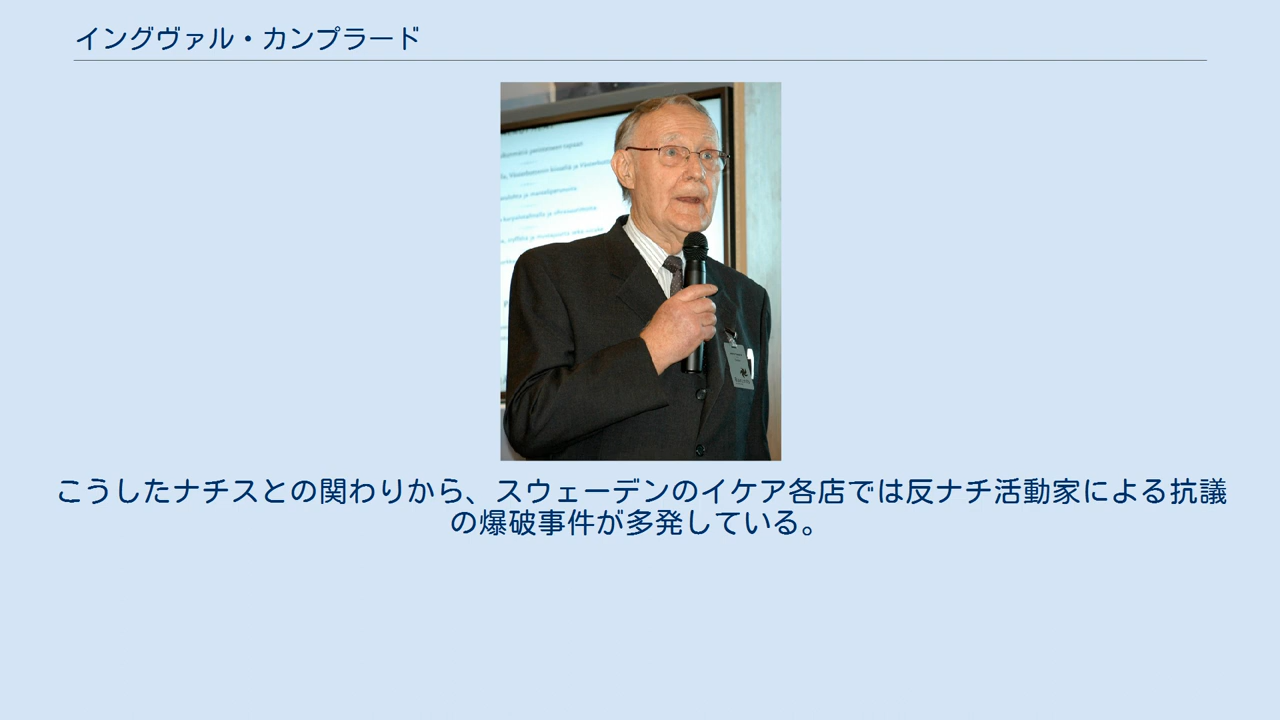 イングヴァル・カンプラード
こうしたナチスとの関わりから、スウェーデンのイケア各店では反ナチ活動家による抗議
の爆破事件が多発している。